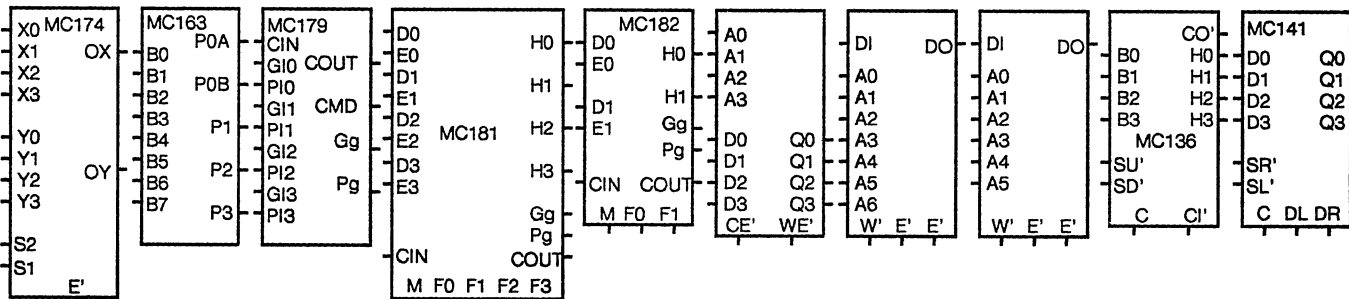 MC174
X0
X1 OX
X2
X3
Y0
Y1
Y2 OY
Y3
S2
S1
E'
MC163
P0A
B0
B1 P0B
B2
B3 P1
B4
B5 P2
B6
B7 P3
MC179
CIN
GI0 COUT
PI0
GI1 CMD
PI1
GI2 Gg
PI2
GI3 Pg
PI3
D0 H0
E0
D1 H1
E1
D2 H2
E2
MC181
D3 H3
E3
Gg
Pg
CIN COUT
M F0 F1 F2 F3
MC182
D0 H0
E0
D1 H1
E1 Gg
Pg
CIN COUT
M F0 F1
A0
A1
A2
A3
D0 Q0
D1 Q1
D2 Q2
D3 Q3
CE' WE'
DI DO
A0
A1
A2
A3
A4
A5
A6
W' E' E'
DI DO
A0
A1
A2
A3
A4
A5
W' E' E'
CO'
B0 H0
B1 H1
B2 H2
B3 H3
MC136
SU'
SD'
C CI'
MC141
D0 Q0
D1 Q1
D2 Q2
D3 Q3
SR'
SL'
C DL DR